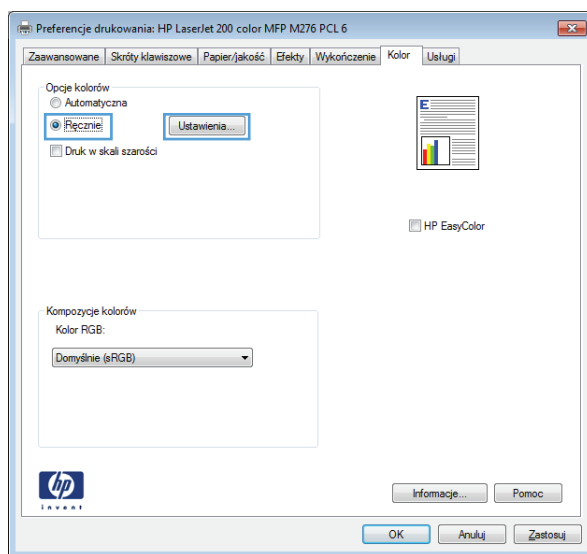 Preferencje drukowania: HP LaserJet 200 color MFP M276 PCL 6
Zaawansowane Skróty klawiszowe Papier/jakość Efekty Wykończenie Kolor Usługi
Opcje kolorów
Automatyczna
Ręcznie Ustawienia...
Druk w skali szarości
E
HP EasyColor
Kompozycje kolorów
Kolor RGB:
Domyślnie (sRGB)
hp
invent
Informacje... Pomoc
OK Anuluj Zastosuj